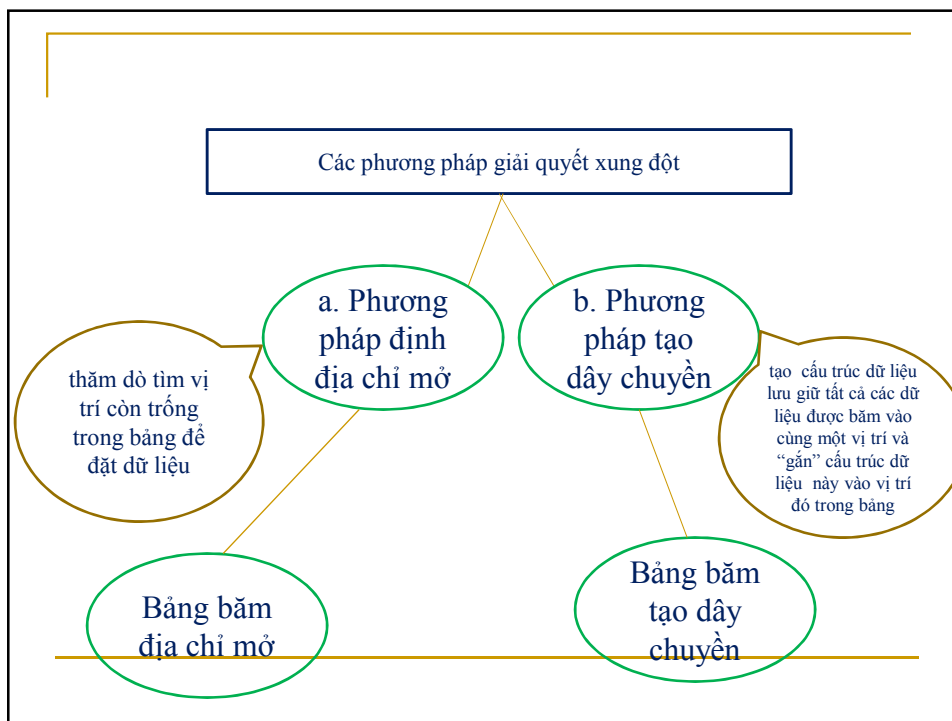 Các phương pháp giải quyết xung đột
a. Phương
pháp định
địa chỉ mở
b. Phương
pháp tạo
dây chuyền
thăm dò tìm vị
trí còn trống
trong bảng để
đặt dữ liệu
tạo cấu trúc dữ liệu
lưu giữ tất cả các dữ
liệu được băm vào
cùng một vị trí và
“gắn” cấu trúc dữ
liệu này vào vị trí
đó trong bảng
Bảng băm
địa chỉ mở
Bảng băm
tạo dây
chuyền